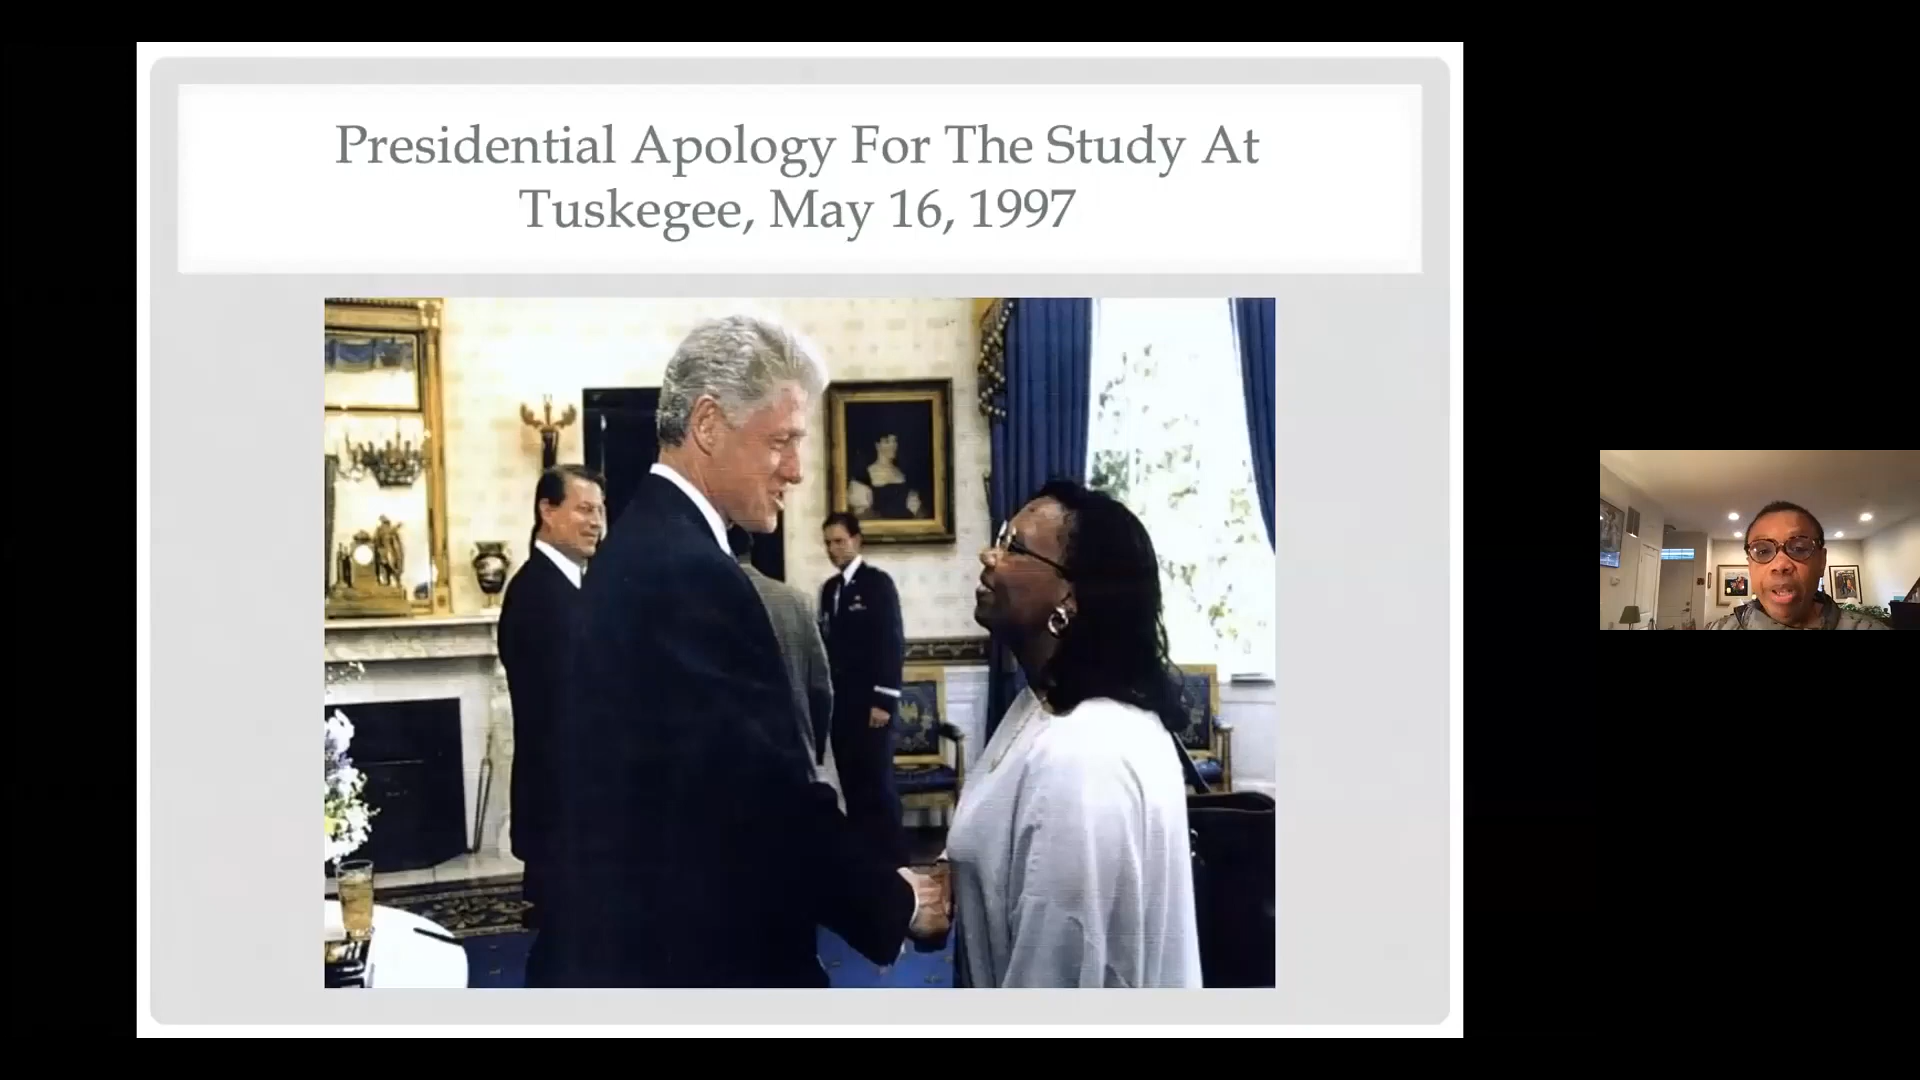 Presidential Apology For The Study At
Tuskegee, May 16, 1997